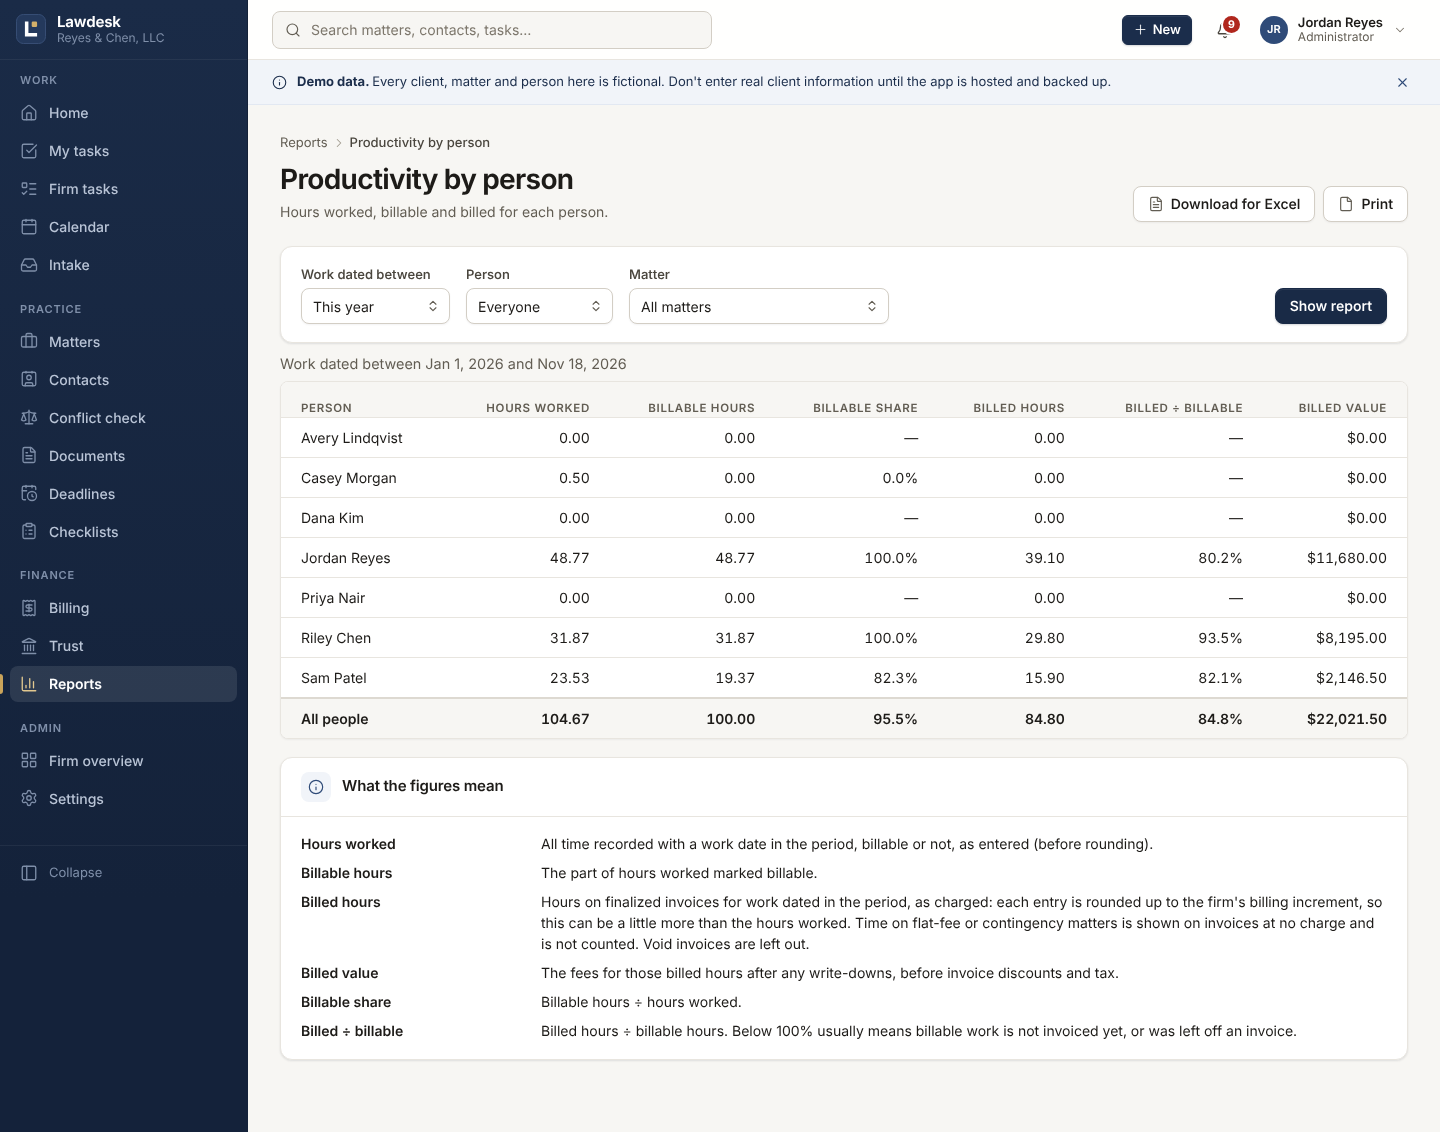 Lawdesk
Reyes & Chen, LLC
WORK
Home
My tasks
Firm tasks
Calendar
Intake
PRACTICE
Matters
Contacts
Conflict check
Documents
Deadlines
Checklists
FINANCE
Billing
Trust
Reports
ADMIN
Firm overview
Settings
Collapse
Search matters, contacts, tasks...
New
9
JR
Jordan Reyes
Administrator
Demo data. Every client, matter and person here is fictional. Don't enter real client information until the app is hosted and backed up.
Reports > Productivity by person
Productivity by person
Hours worked, billable and billed for each person.
Download for Excel
Print
Work dated between
This year
Person
Everyone
Matter
All matters
Show report
Work dated between Jan 1, 2026 and Nov 18, 2026
PERSON HOURS WORKED BILLABLE HOURS BILLABLE SHARE BILLED HOURS BILLED ÷ BILLABLE BILLED VALUE
Avery Lindqvist 0.00 0.00 — 0.00 — $0.00
Casey Morgan 0.50 0.00 0.0% 0.00 — $0.00
Dana Kim 0.00 0.00 — 0.00 — $0.00
Jordan Reyes 48.77 48.77 100.0% 39.10 80.2% $11,680.00
Priya Nair 0.00 0.00 — 0.00 — $0.00
Riley Chen 31.87 31.87 100.0% 29.80 93.5% $8,195.00
Sam Patel 23.53 19.37 82.3% 15.90 82.1% $2,146.50
All people 104.67 100.00 95.5% 84.80 84.8% $22,021.50
What the figures mean
Hours worked All time recorded with a work date in the period, billable or not, as entered (before rounding).
Billable hours The part of hours worked marked billable.
Billed hours Hours on finalized invoices for work dated in the period, as charged: each entry is rounded up to the firm's billing increment, so
this can be a little more than the hours worked. Time on flat-fee or contingency matters is shown on invoices at no charge and
is not counted. Void invoices are left out.
Billed value The fees for those billed hours after any write-downs, before invoice discounts and tax.
Billable share Billable hours ÷ hours worked.
Billed ÷ billable Billed hours ÷ billable hours. Below 100% usually means billable work is not invoiced yet, or was left off an invoice.